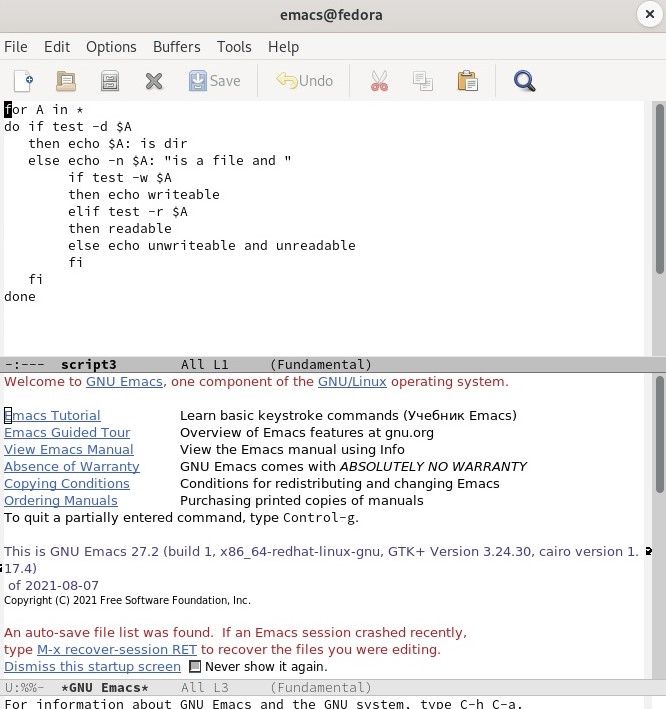 emacs@fedora
File Edit Options Buffers Tools Help
Save Undo
for A in *
do if test -d $A
   then echo $A: is dir
   else echo -n $A: "is a file and "
        if test -w $A
        then echo writeable
        elif test -r $A
        then readable
        else echo unwriteable and unreadable
        fi
   fi
done
-:--- script3 All L1 (Fundamental)
Welcome to GNU Emacs, one component of the GNU/Linux operating system.
Emacs Tutorial Learn basic keystroke commands (Учебник Emacs)
Emacs Guided Tour Overview of Emacs features at gnu.org
View Emacs Manual View the Emacs manual using Info
Absence of Warranty GNU Emacs comes with ABSOLUTELY NO WARRANTY
Copying Conditions Conditions for redistributing and changing Emacs
Ordering Manuals Purchasing printed copies of manuals
To quit a partially entered command, type Control-g.
This is GNU Emacs 27.2 (build 1, x86_64-redhat-linux-gnu, GTK+ Version 3.24.30, cairo version 1.
17.4)
 of 2021-08-07
Copyright (C) 2021 Free Software Foundation, Inc.
An auto-save file list was found. If an Emacs session crashed recently,
type M-x recover-session RET to recover the files you were editing.
Dismiss this startup screen Never show it again.
U:%%- *GNU Emacs* All L3 (Fundamental)
For information about GNU Emacs and the GNU system, type C-h C-a.